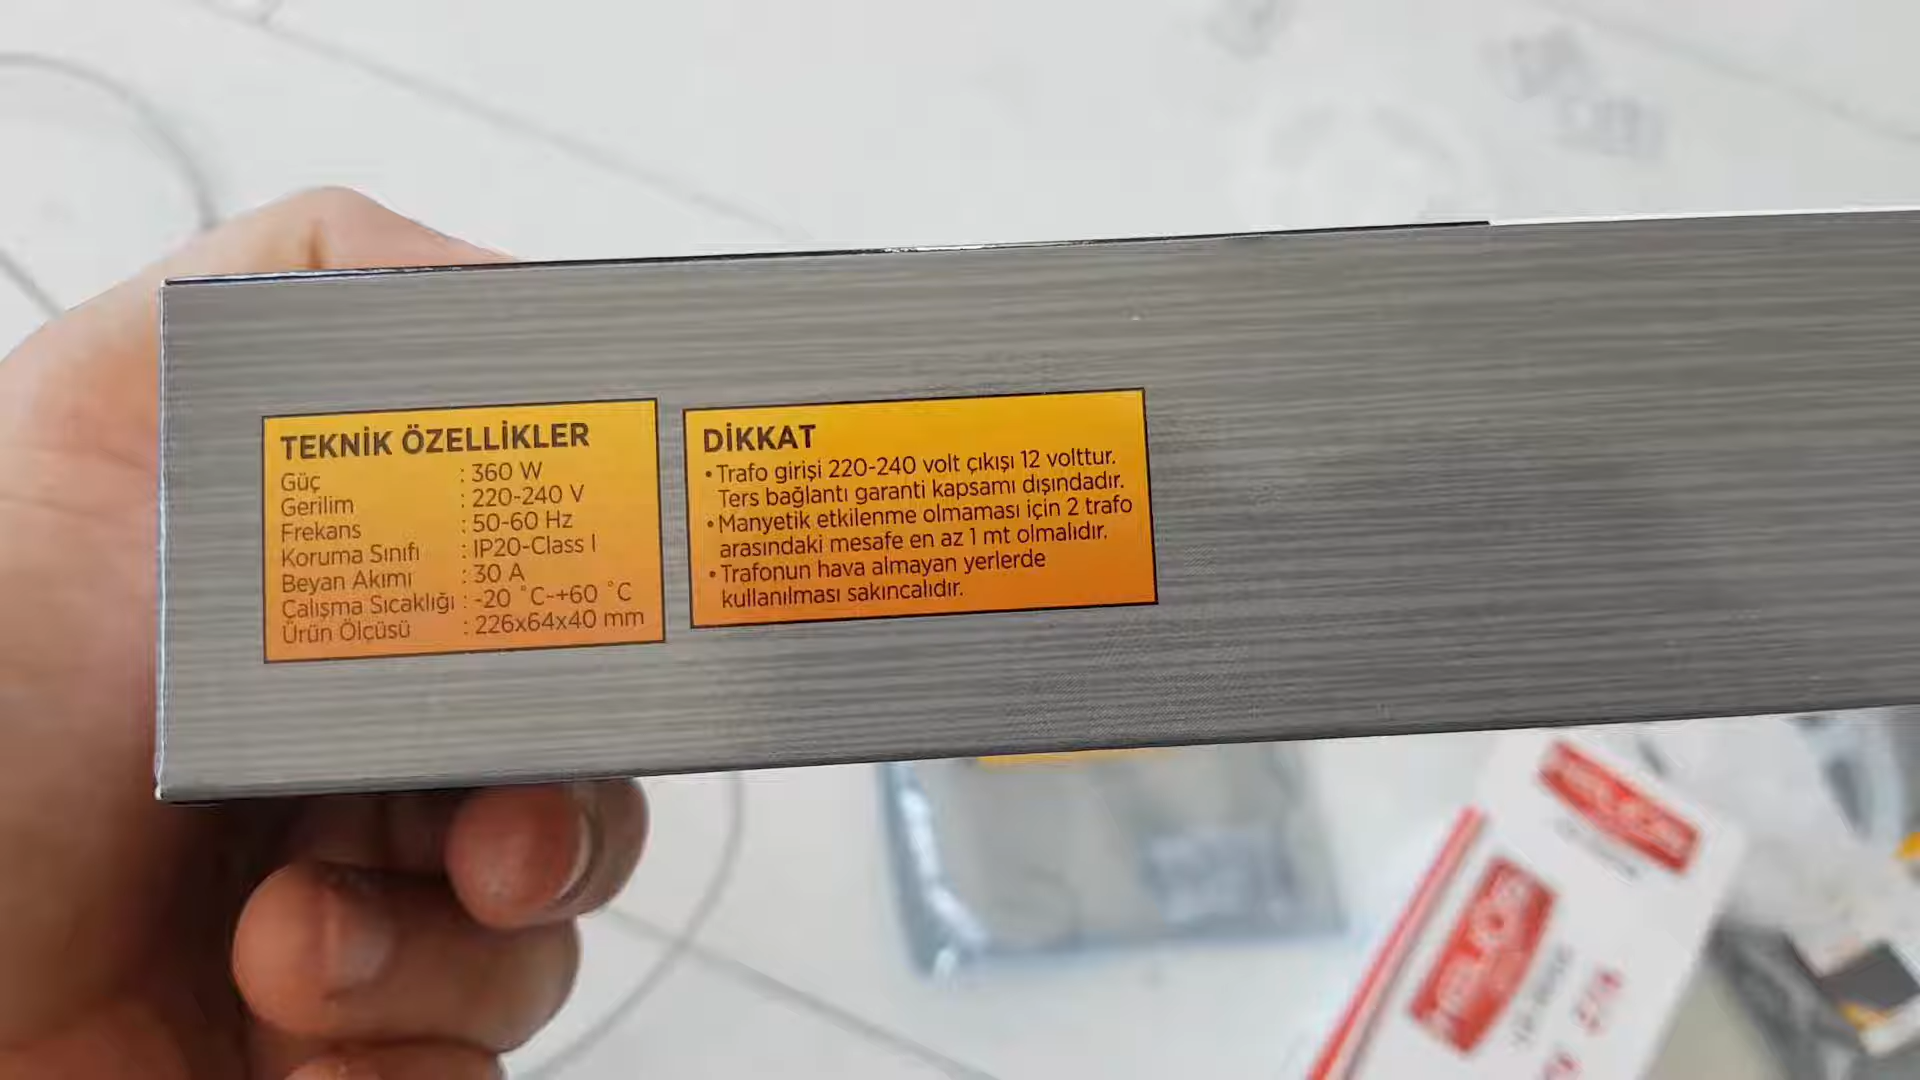 TEKNİK ÖZELLİKLER
Güç : 360 W
Gerilim : 220-240 V
Frekans : 50-60 Hz
Koruma Sınıfı : IP20-Class I
Beyan Akımı : 30 A
Çalışma Sıcaklığı : -20 °C-+60 °C
Ürün Ölçüsü : 226x64x40 mm
DİKKAT
• Trafo girişi 220-240 volt çıkışı 12 volttur.
Ters bağlantı garanti kapsamı dışındadır.
• Manyetik etkilenme olmaması için 2 trafo
arasındaki mesafe en az 1 mt olmalıdır.
• Trafonun hava almayan yerlerde
kullanılması sakıncalıdır.